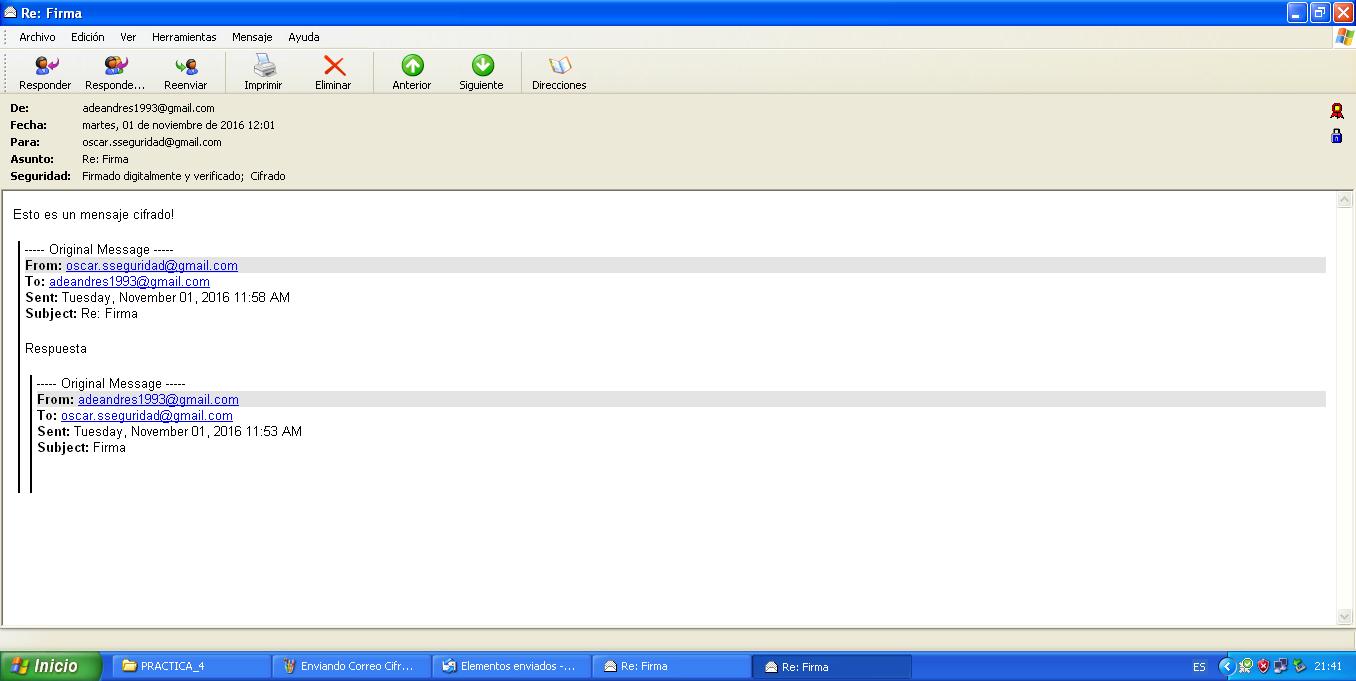 Re: Firma
Archivo Edición Ver Herramientas Mensaje Ayuda
Responder Responde... Reenviar Imprimir Eliminar Anterior Siguiente Direcciones
De: adeandres1993@gmail.com
Fecha: martes, 01 de noviembre de 2016 12:01
Para: oscar.sseguridad@gmail.com
Asunto: Re: Firma
Seguridad: Firmado digitalmente y verificado; Cifrado
Esto es un mensaje cifrado!
----- Original Message -----
From: oscar.sseguridad@gmail.com
To: adeandres1993@gmail.com
Sent: Tuesday, November 01, 2016 11:58 AM
Subject: Re: Firma
Respuesta
----- Original Message -----
From: adeandres1993@gmail.com
To: oscar.sseguridad@gmail.com
Sent: Tuesday, November 01, 2016 11:53 AM
Subject: Firma
Inicio PRACTICA_4 Enviando Correo Cifr... Elementos enviados -... Re: Firma Re: Firma ES 21:41